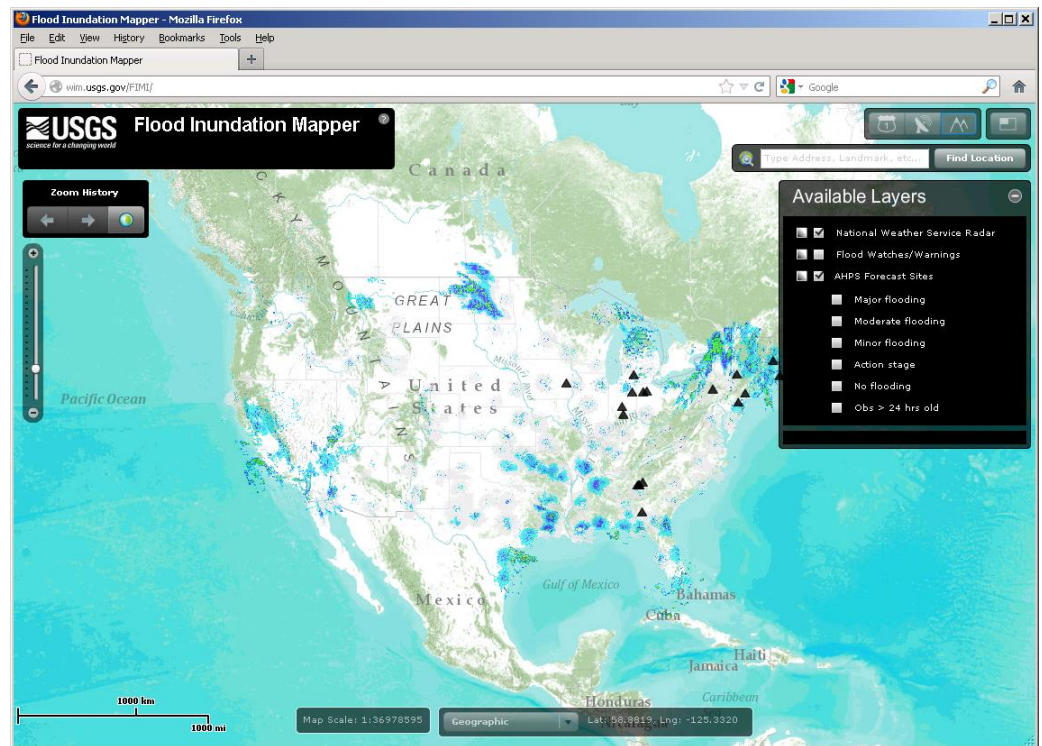 Flood Inundation Mapper - Mozilla Firefox
File Edit View History Bookmarks Tools Help
Flood Inundation Mapper +
wim.usgs.gov/FIMI/
Google
USGS
science for a changing world
Flood Inundation Mapper
?
Type Address, Landmark, etc...
Find Location
Zoom History
Available Layers
National Weather Service Radar
Flood Watches/Warnings
AHPS Forecast Sites
Major flooding
Moderate flooding
Minor flooding
Action stage
No flooding
Obs > 24 hrs old
Canada
ROCKY MOUNTAINS
GREAT
PLAINS
Missouri
United
States
Pacific Ocean
Gulf of Mexico
Mexico
Bahamas
Cuba
Haiti
Jamaica
Honduras
Caribbean
1000 km
1000 mi
Map Scale: 1:36978595
Geographic
Lat: 58.8819, Lng: -125.3320